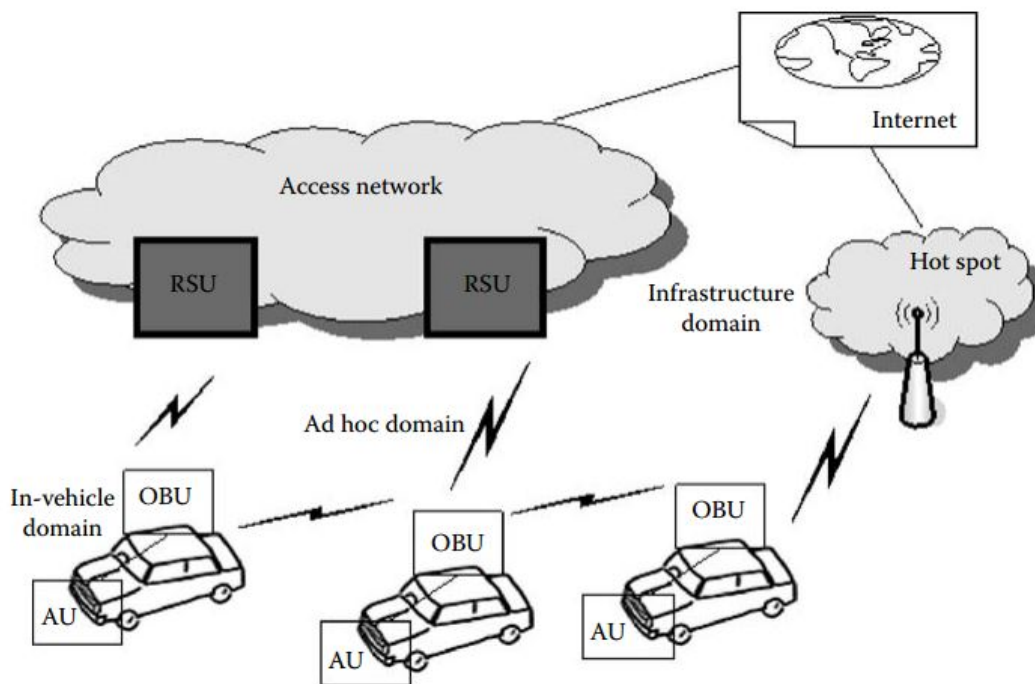 Internet
Access network
Hot spot
RSU
RSU
Infrastructure
domain
Ad hoc domain
In-vehicle
domain
OBU
OBU
OBU
AU
AU
AU